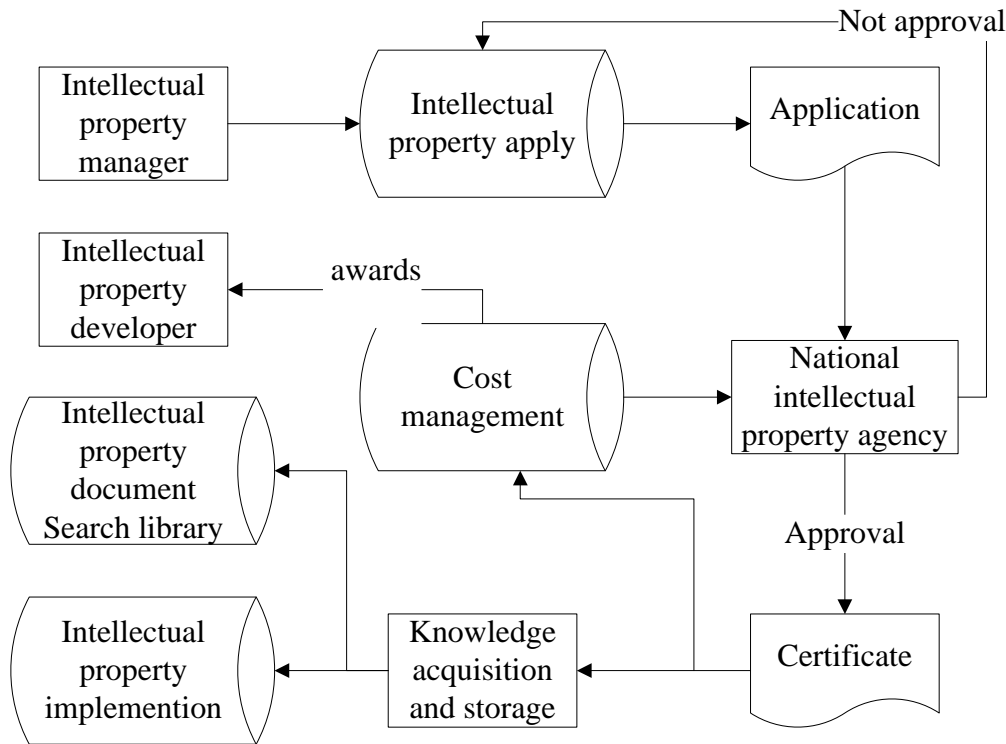 Not approval
Intellectual
property
manager
Intellectual
property apply
Application
Intellectual
property
developer
awards
Cost
management
National
intellectual
property agency
Intellectual
property
document
Search library
Approval
Intellectual
property
implemention
Knowledge
acquisition
and storage
Certificate